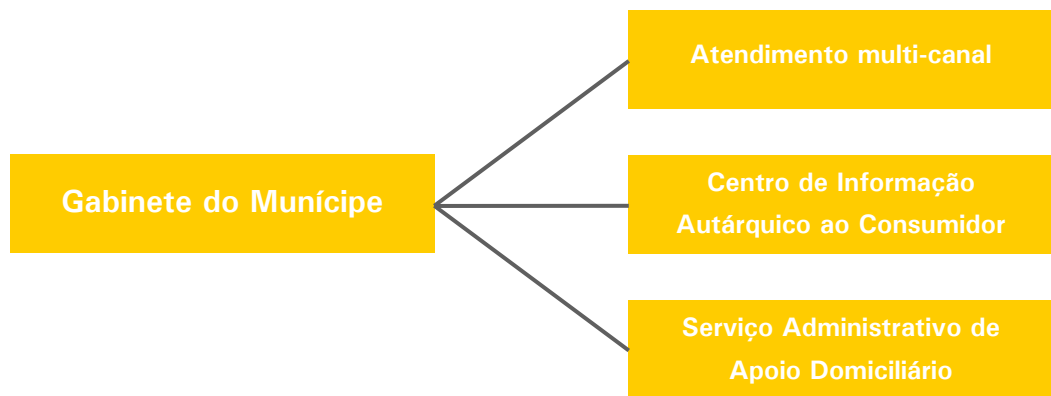 Atendimento multi-canal
Gabinete do Munícipe
Centro de Informação
Autárquico ao Consumidor
Serviço Administrativo de
Apoio Domiciliário